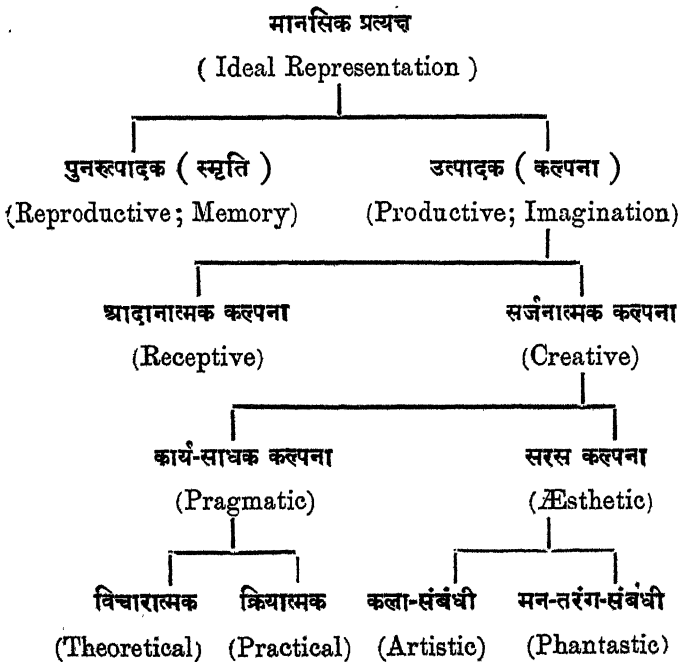 मानसिक प्रत्यक्ष
( Ideal Representation )
पुनरुत्पादक ( स्मृति ) उत्पादक ( कल्पना )
(Reproductive; Memory) (Productive; Imagination)
आदानात्मक कल्पना सर्जनात्मक कल्पना
(Receptive) (Creative)
कार्य-साधक कल्पना सरस कल्पना
(Pragmatic) (Æsthetic)
विचारात्मक क्रियात्मक कला-संबंधी मन-तरंग-संबंधी
(Theoretical) (Practical) (Artistic) (Phantastic)